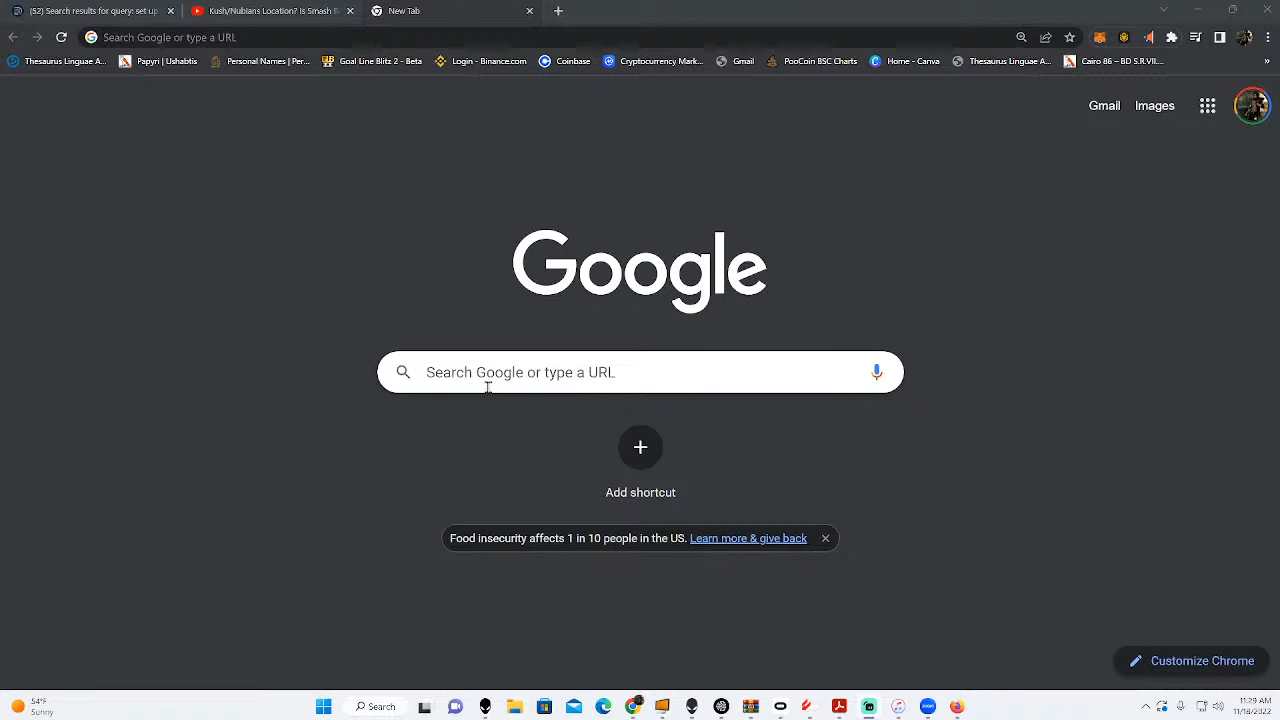 (52) Search results for query: set up
Kush/Nubians Location? Is Smash
New Tab
Search Google or type a URL
Thesaurus Linguae A...
Papyri | Ushabtis
Personal Names | Per...
Goal Line Blitz 2 - Beta
Login - Binance.com
Coinbase
Cryptocurrency Mark...
Gmail
PooCoin BSC Charts
Home - Canva
Thesaurus Linguae A...
Cairo 86 – BD S.R.VII....
»
Gmail
Images
Google
Search Google or type a URL
Add shortcut
Food insecurity affects 1 in 10 people in the US. Learn more & give back
Customize Chrome
54°F
Sunny
Search
zoom
11:29 AM
11/18/2022